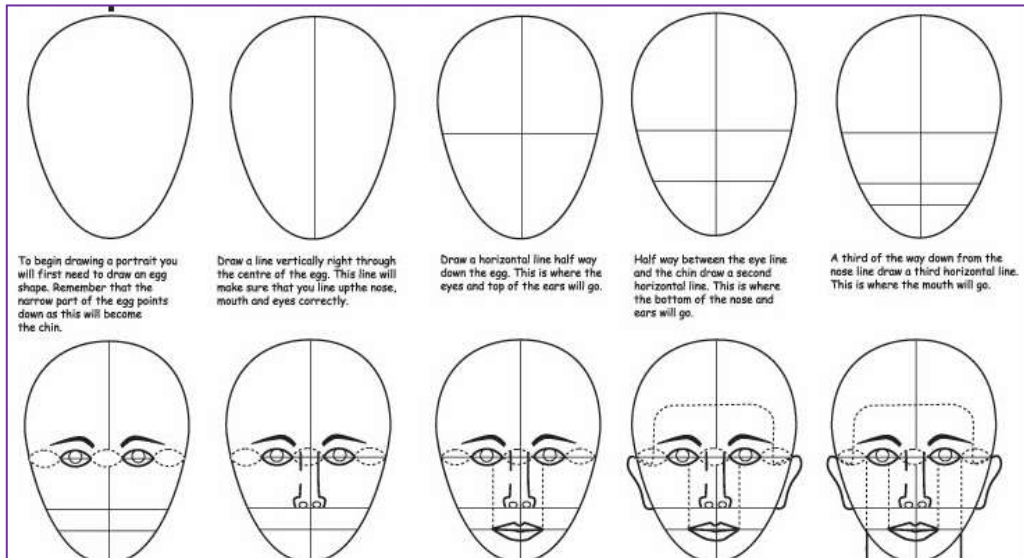 To begin drawing a portrait you
will first need to draw an egg
shape. Remember that the
narrow part of the egg points
down as this will become
the chin.
Draw a line vertically right through
the centre of the egg. This line will
make sure that you line upthe nose,
mouth and eyes correctly.
Draw a horizontal line half way
down the egg. This is where the
eyes and top of the ears will go.
Half way between the eye line
and the chin draw a second
horizontal line. This is where
the bottom of the nose and
ears will go.
A third of the way down from the
nose line draw a third horizontal line.
This is where the mouth will go.